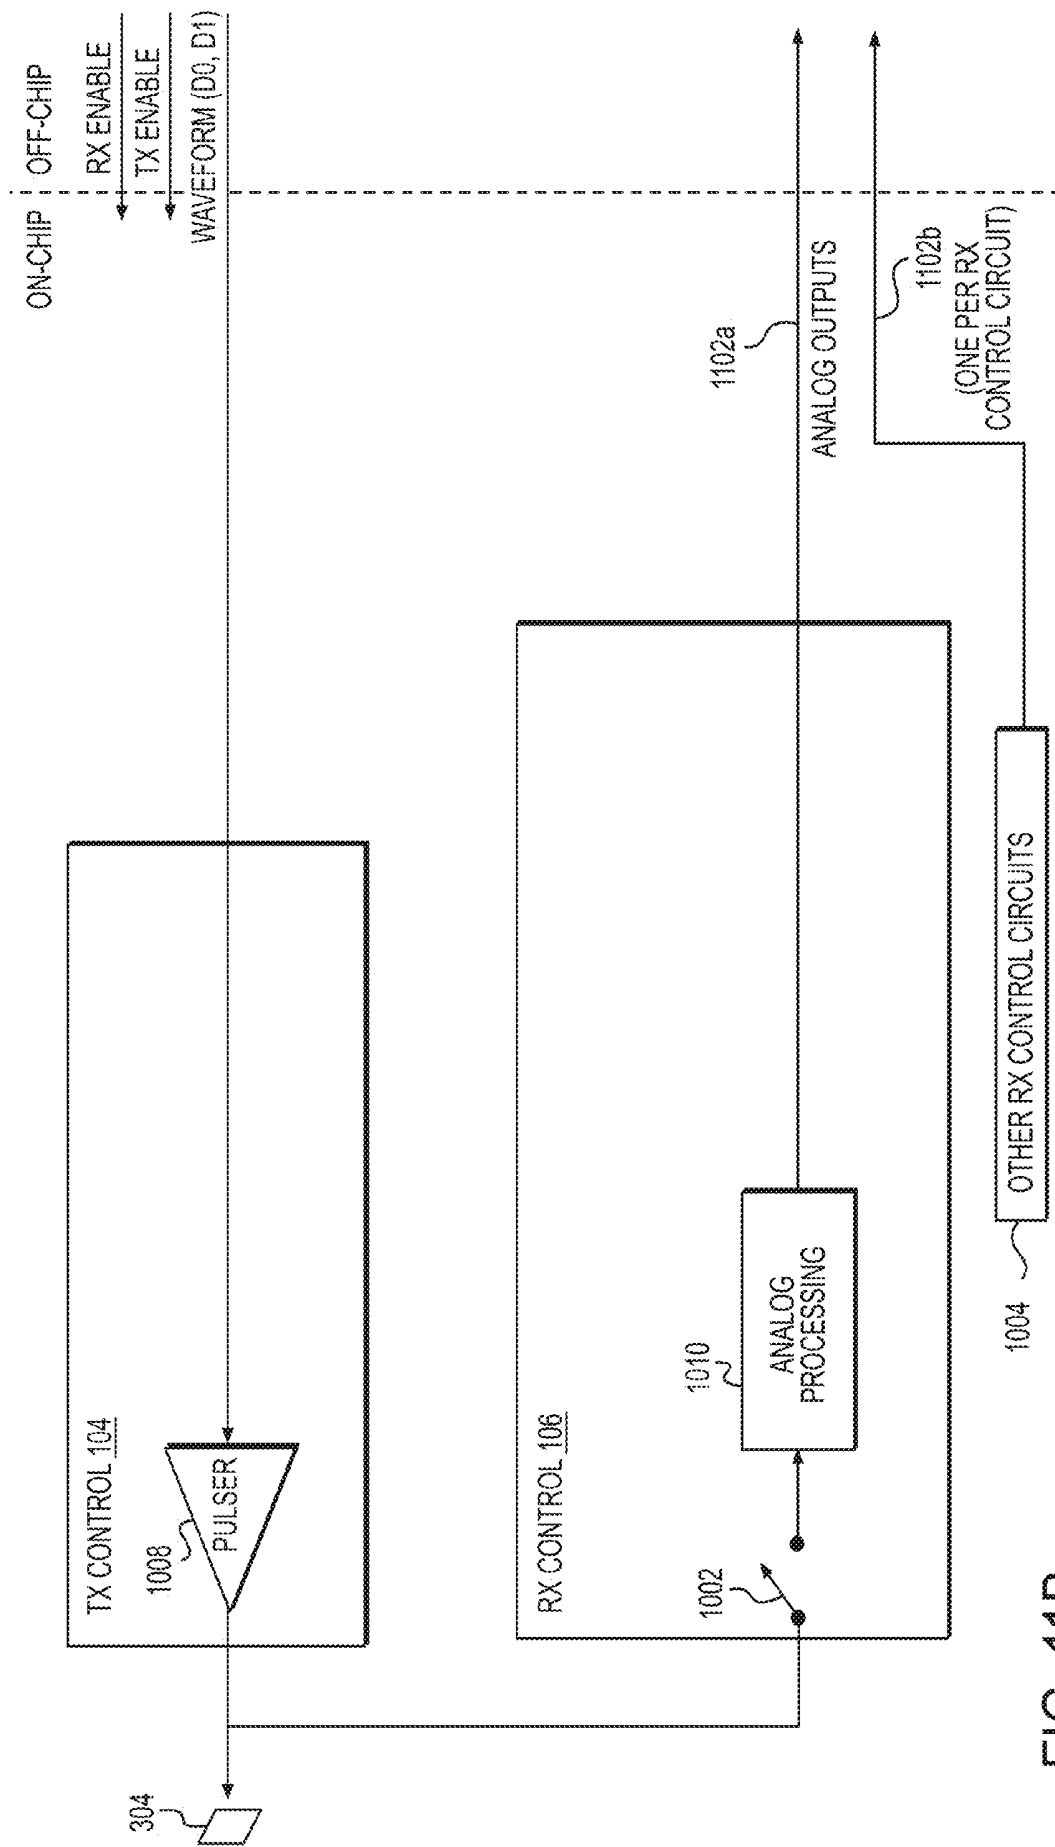 ON-CHIP
OFF-CHIP
RX ENABLE
TX ENABLE
WAVEFORM (D0, D1)
TX CONTROL 104
1008
PULSER
304
RX CONTROL 106
1002
1010
ANALOG
PROCESSING
1102a
ANALOG OUTPUTS
1102b
(ONE PER RX
CONTROL CIRCUIT)
OTHER RX CONTROL CIRCUITS
1004